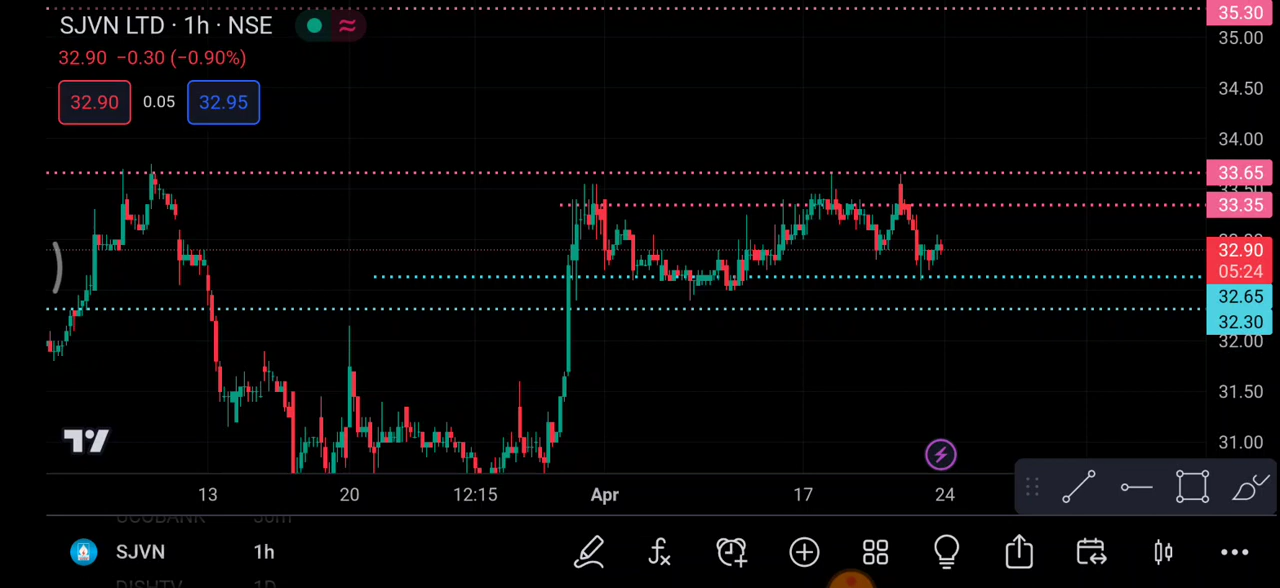 SJVN LTD · 1h · NSE
32.90 −0.30 (−0.90%)
32.90 0.05 32.95
35.30
35.00
34.50
34.00
33.65
33.35
32.90
05:24
32.65
32.30
32.00
31.50
31.00
13 20 12:15 Apr 17 24
SJVN 1h